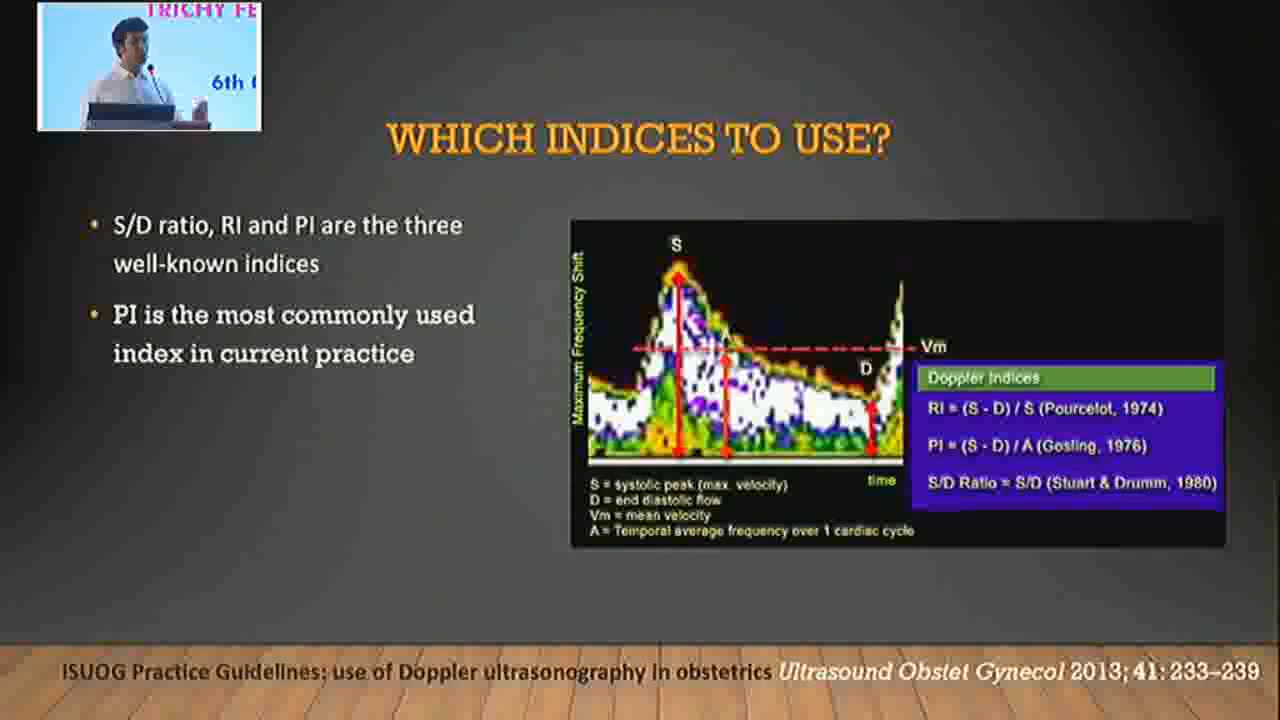 TRICHY FE
6th
WHICH INDICES TO USE?
• S/D ratio, RI and PI are the three
well-known indices
• PI is the most commonly used
index in current practice
S
Maximum Frequency Shift
Vm
D
Doppler Indices
RI = (S - D) / S (Pourcelot, 1974)
PI = (S - D) / A (Gosling, 1976)
S/D Ratio = S/D (Stuart & Drumm, 1980)
time
S = systolic peak (max. velocity)
D = end diastolic flow
Vm = mean velocity
A = Temporal average frequency over 1 cardiac cycle
ISUOG Practice Guidelines: use of Doppler ultrasonography in obstetrics Ultrasound Obstet Gynecol 2013; 41: 233–239